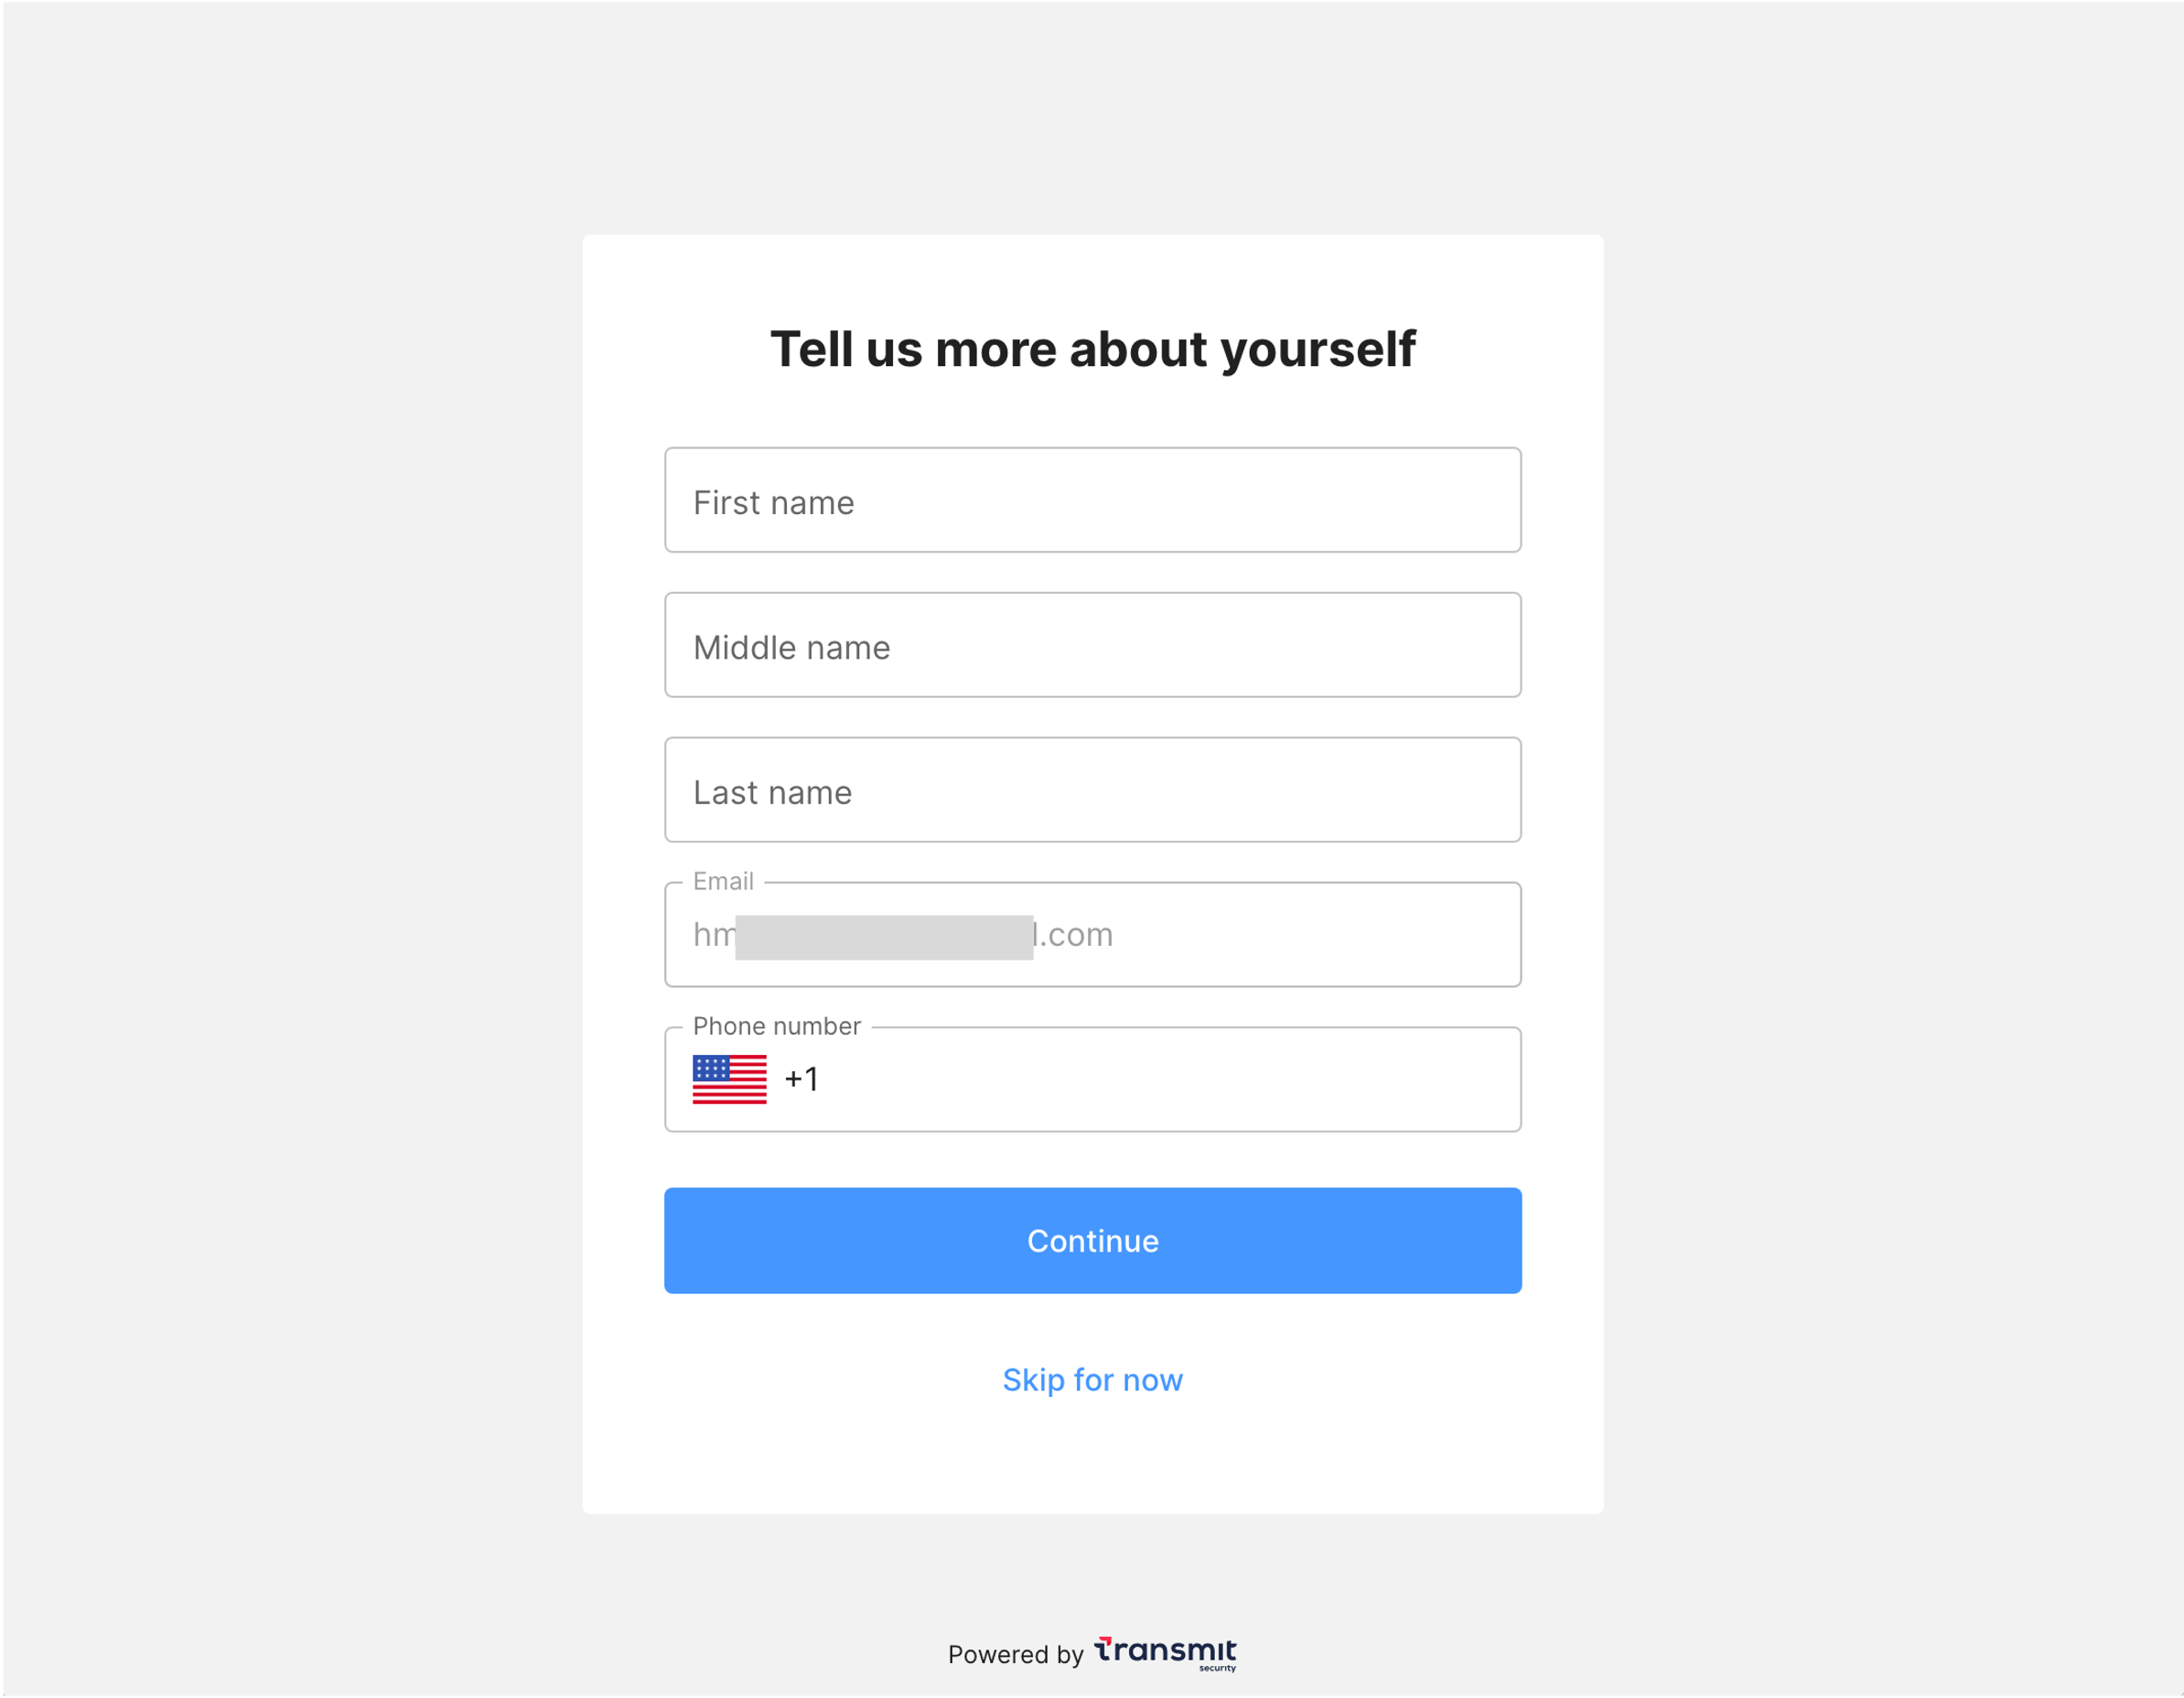 Tell us more about yourself
First name
Middle name
Last name
Email
hm .com
Phone number
+1
Continue
Skip for now
Powered by Transmit
security